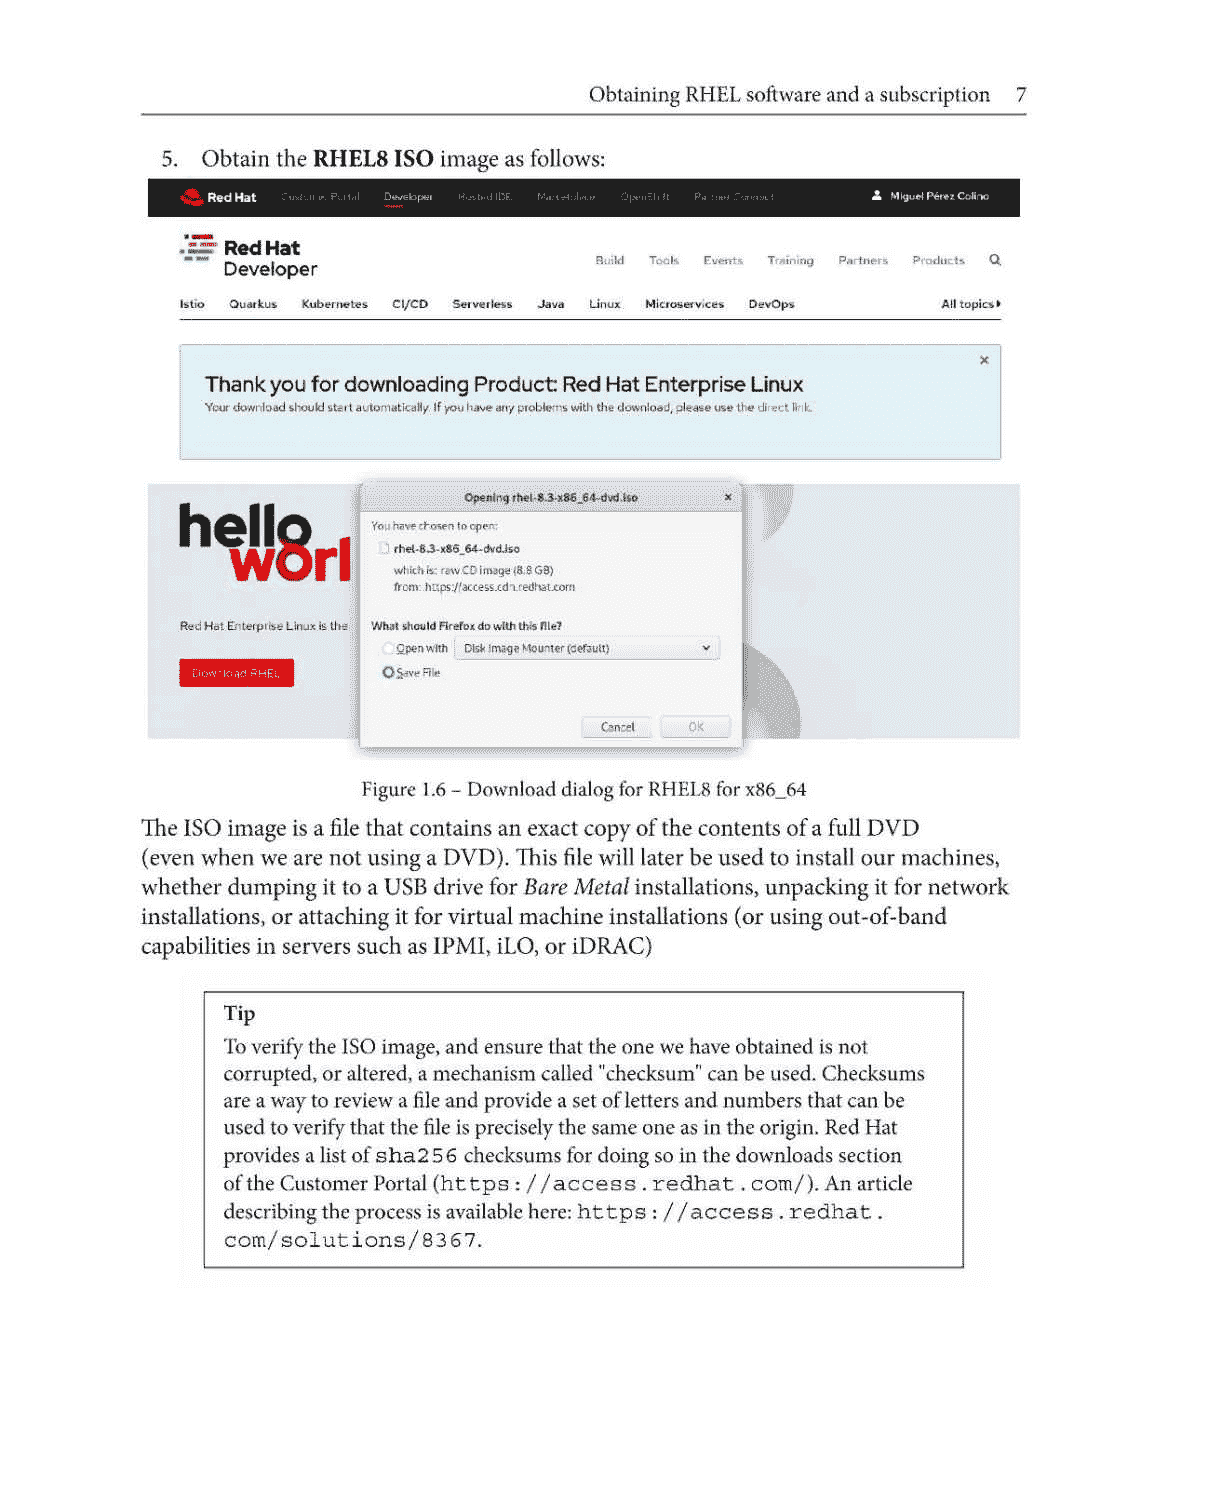 Obtaining RHEL software and a subscription 7
5. Obtain the RHEL8 ISO image as follows:
Red Hat Customer Portal Developer Hosted IDE Marketplace OpenShift Partner Connect Miguel Pérez Colino
Red Hat
Developer
Build Tools Events Training Partners Products
Istio Quarkus Kubernetes CI/CD Serverless Java Linux Microservices DevOps All topics
Thank you for downloading Product: Red Hat Enterprise Linux
Your download should start automatically. If you have any problems with the download, please use the direct link.
Opening rhel-8.3-x86_64-dvd.iso
hello
worl
You have chosen to open:
rhel-8.3-x86_64-dvd.iso
which is: raw CD image (8.8 GB)
from: https://access.cdn.redhat.com
Red Hat Enterprise Linux is the
What should Firefox do with this file?
Open with Disk Image Mounter (default)
Download RHEL
Save File
Cancel OK
Figure 1.6 – Download dialog for RHEL8 for x86_64
The ISO image is a file that contains an exact copy of the contents of a full DVD
(even when we are not using a DVD). This file will later be used to install our machines,
whether dumping it to a USB drive for Bare Metal installations, unpacking it for network
installations, or attaching it for virtual machine installations (or using out-of-band
capabilities in servers such as IPMI, iLO, or iDRAC)
Tip
To verify the ISO image, and ensure that the one we have obtained is not
corrupted, or altered, a mechanism called "checksum" can be used. Checksums
are a way to review a file and provide a set of letters and numbers that can be
used to verify that the file is precisely the same one as in the origin. Red Hat
provides a list of sha256 checksums for doing so in the downloads section
of the Customer Portal (https://access.redhat.com/). An article
describing the process is available here: https://access.redhat.
com/solutions/8367.